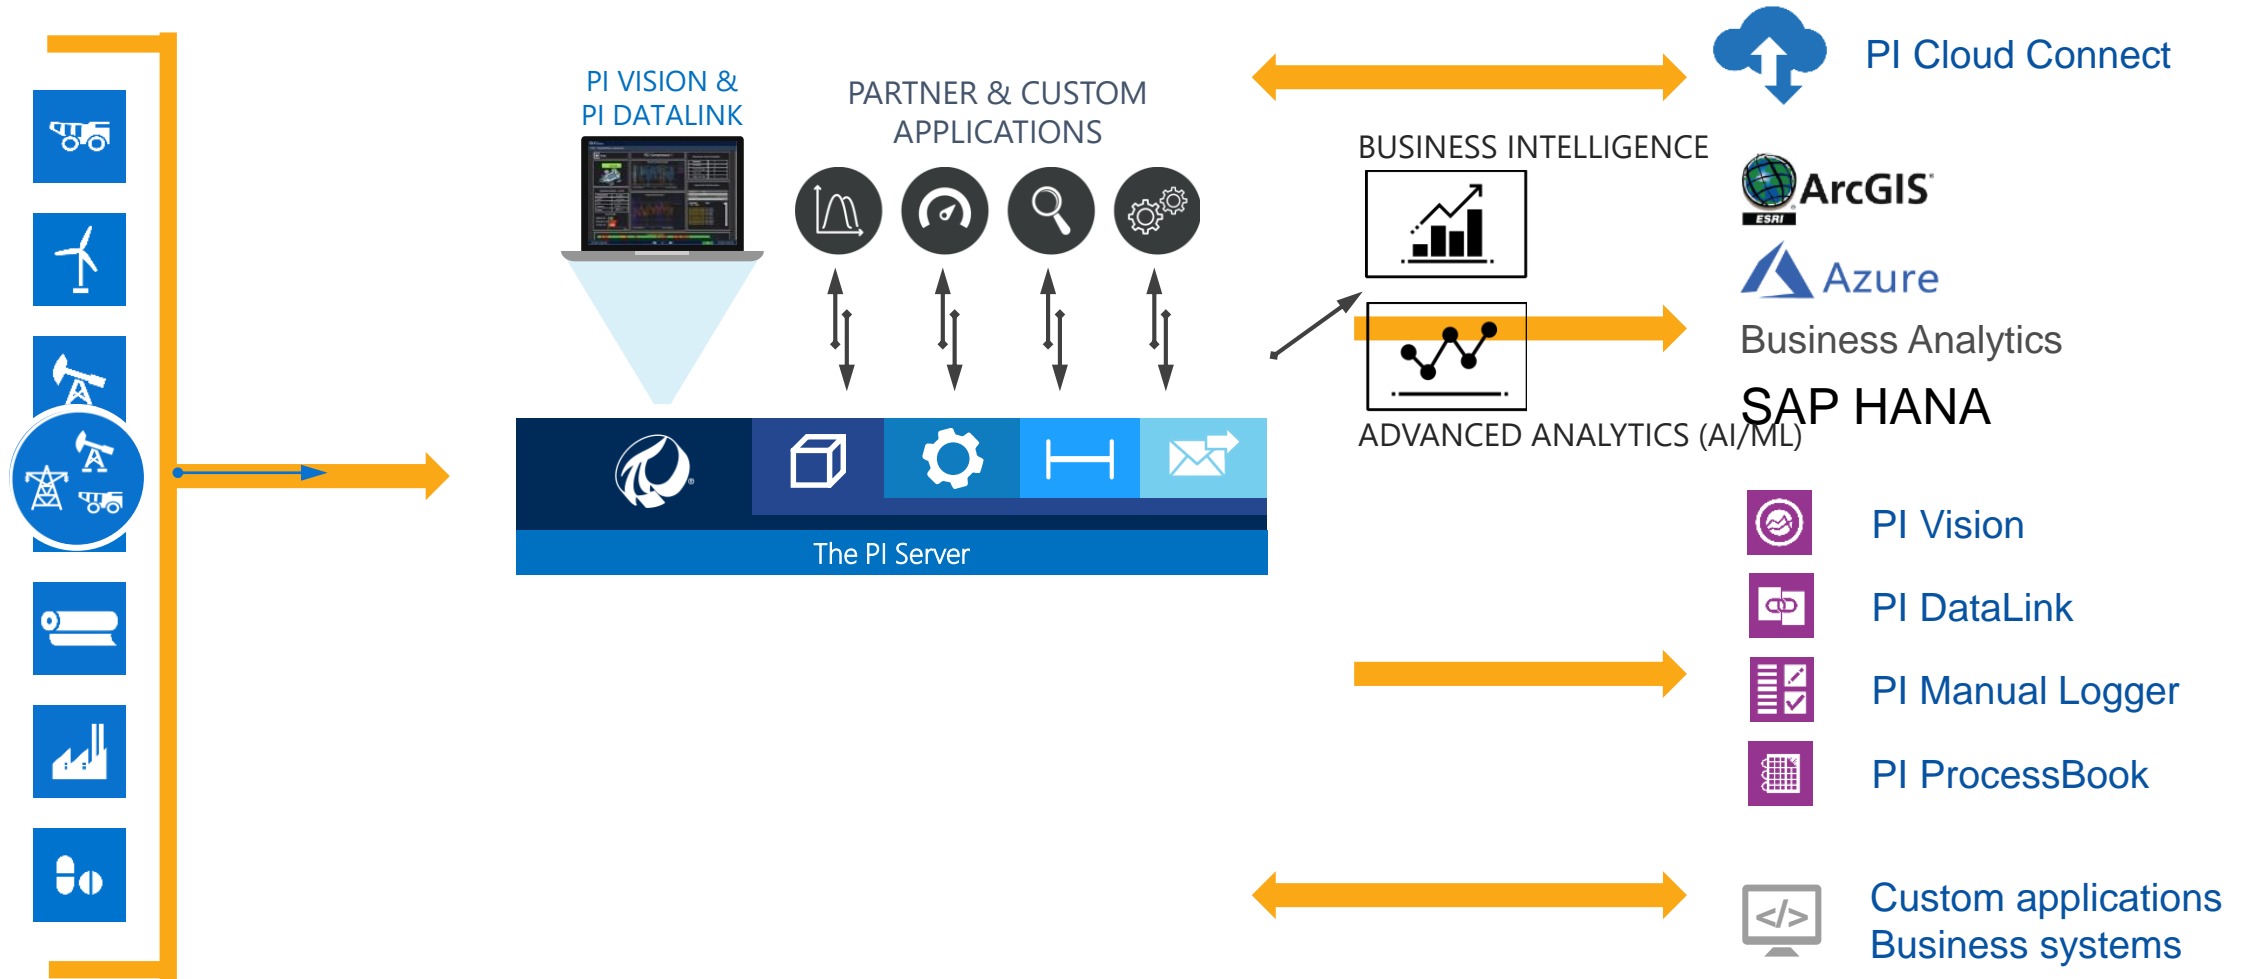 PI VISION &
PI DATALINK
PARTNER & CUSTOM
APPLICATIONS
The PI Server
BUSINESS INTELLIGENCE
ADVANCED ANALYTICS (AI/ML)
PI Cloud Connect
ArcGIS®
ESRI
Azure
Business Analytics
SAP HANA
PI Vision
PI DataLink
PI Manual Logger
PI ProcessBook
</>
Custom applications
Business systems